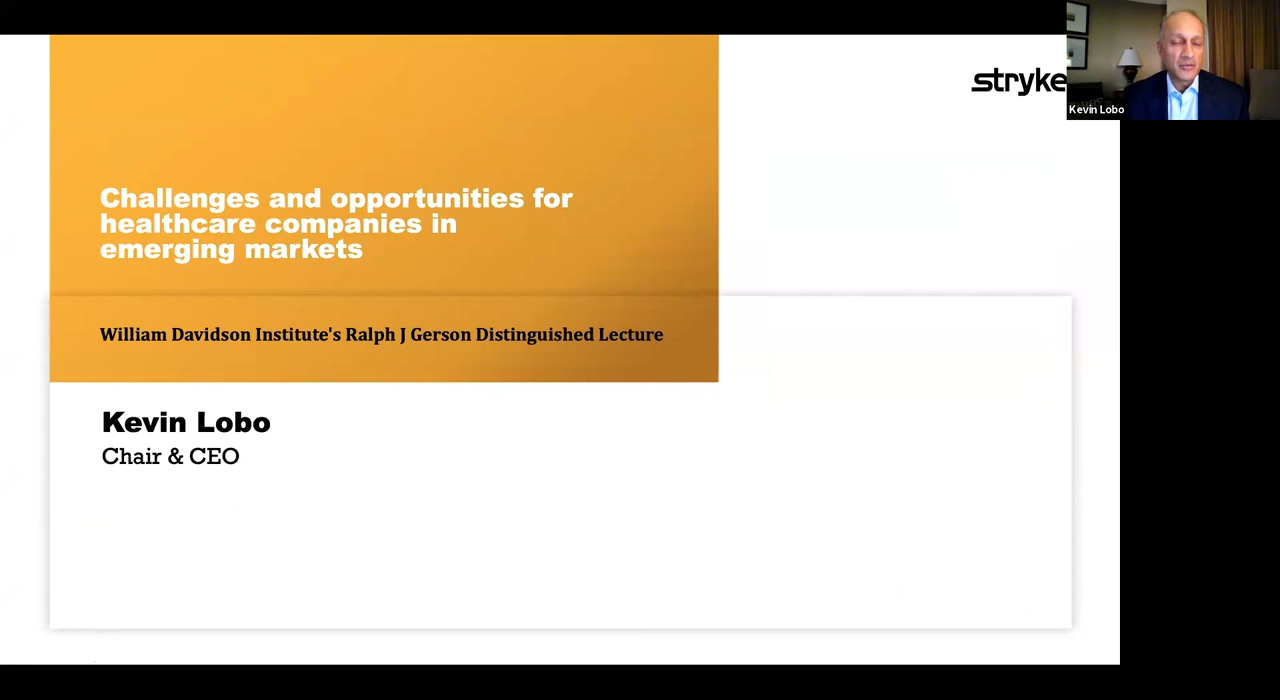 stryke
Kevin Lobo
Challenges and opportunities for
healthcare companies in
emerging markets
William Davidson Institute's Ralph J Gerson Distinguished Lecture
Kevin Lobo
Chair & CEO